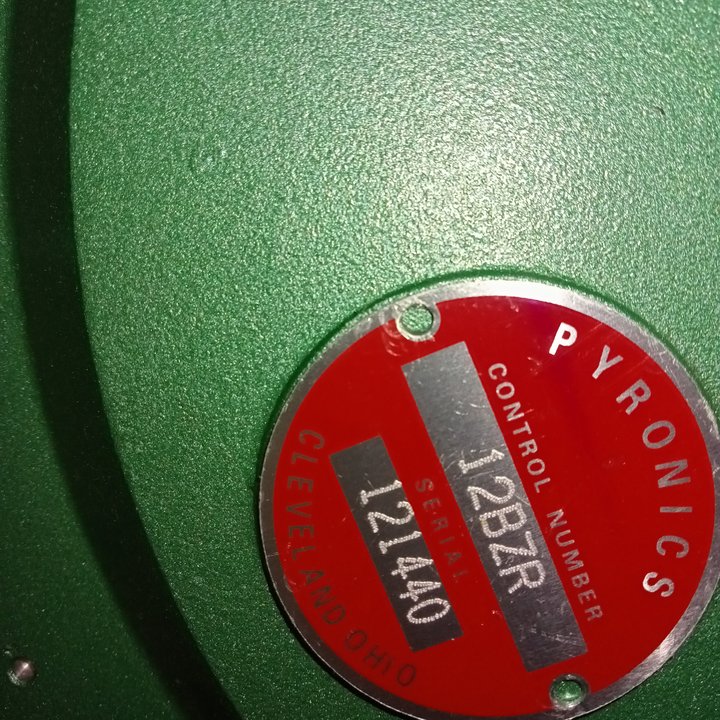 PYRONICS
CONTROL NUMBER
12BZR
SERIAL
121440
CLEVELAND OHIO